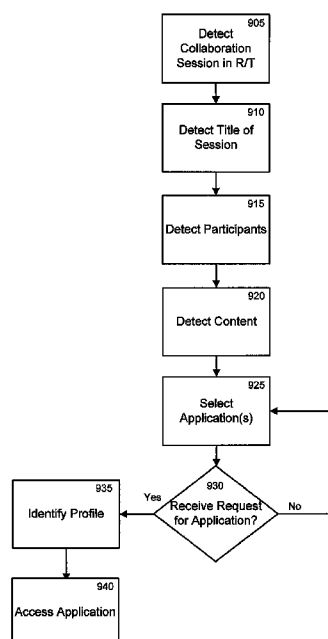 905
Detect
Collaboration
Session in R/T
910
Detect Title of
Session
915
Detect Participants
920
Detect Content
925
Select
Application(s)
930
Receive Request
for Application?
Yes
No
935
Identify Profile
940
Access Application